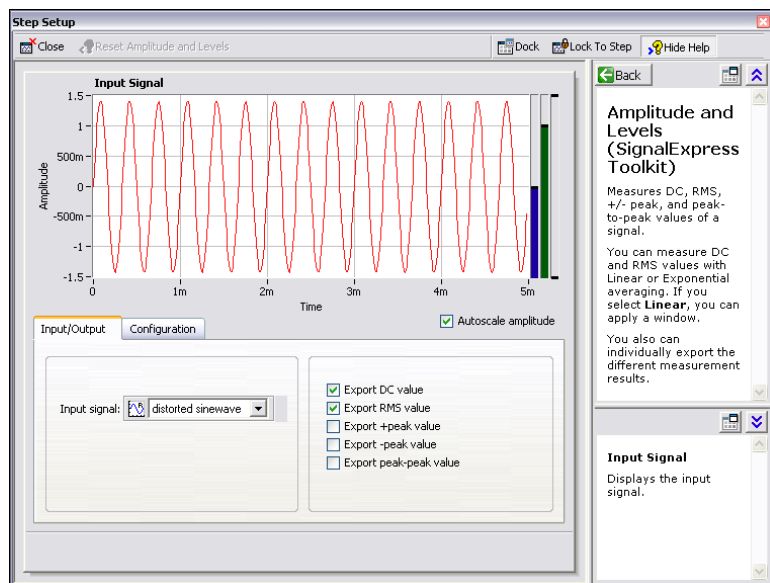 Step Setup
Close
Reset Amplitude and Levels
Dock
Lock To Step
Hide Help
Input Signal
1.5
1
500m
0
-500m
-1
-1.5
Amplitude
0
1m
2m
3m
4m
5m
Time
Autoscale amplitude
Input/Output
Configuration
Input signal:
distorted sinewave
Export DC value
Export RMS value
Export +peak value
Export -peak value
Export peak-peak value
Back
Amplitude and
Levels
(SignalExpress
Toolkit)
Measures DC, RMS,
+/- peak, and peak-
to-peak values of a
signal.
You can measure DC
and RMS values with
Linear or Exponential
averaging. If you
select Linear, you can
apply a window.
You also can
individually export the
different measurement
results.
Input Signal
Displays the input
signal.